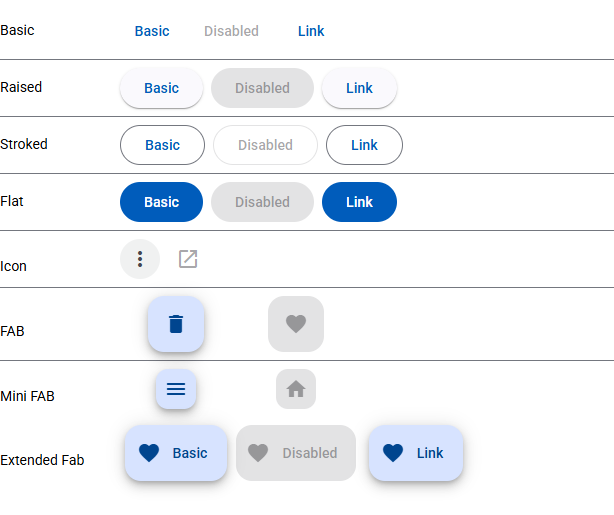 Basic Basic Disabled Link
Raised Basic Disabled Link
Stroked Basic Disabled Link
Flat Basic Disabled Link
Icon
FAB
Mini FAB
Extended Fab Basic Disabled Link